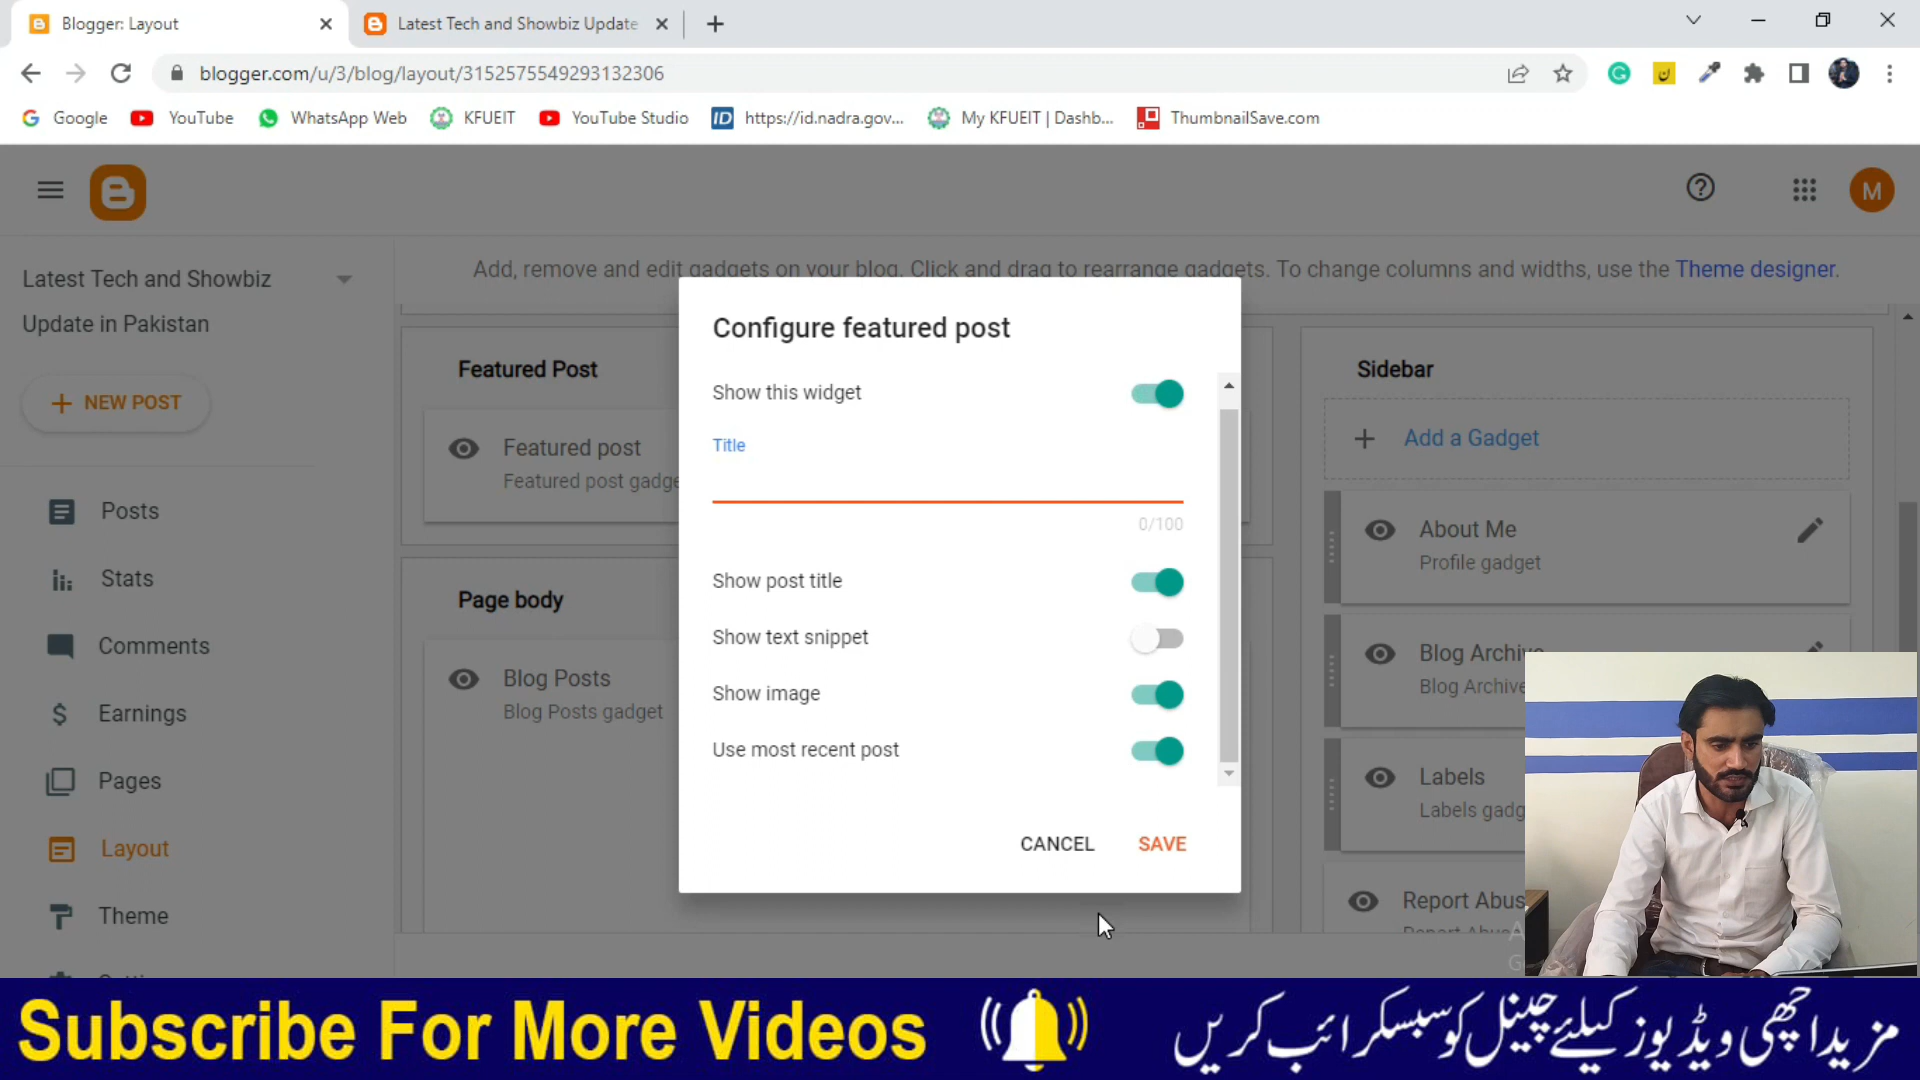 Blogger: Layout
Latest Tech and Showbiz Update
blogger.com/u/3/blog/layout/3152575549293132306
Google
YouTube
WhatsApp Web
KFUEIT
YouTube Studio
ID
https://id.nadra.gov...
My KFUEIT | Dashb...
ThumbnailSave.com
M
Latest Tech and Showbiz
Update in Pakistan
NEW POST
Posts
Stats
Comments
Earnings
Pages
Layout
Theme
Add, remove and edit gadgets on your blog. Click and drag to rearrange gadgets. To change columns and widths, use the Theme designer.
Featured Post
Featured post
Featured post gadge
Page body
Blog Posts
Blog Posts gadget
Configure featured post
Show this widget
Title
0/100
Show post title
Show text snippet
Show image
Use most recent post
CANCEL
SAVE
Sidebar
Add a Gadget
About Me
Profile gadget
Blog Archive
Blog Archive
Labels
Labels gadg
Report Abus
Subscribe For More Videos
مزید اچھی ویڈیوز کیلئے چینل کو سبسکرائب کریں